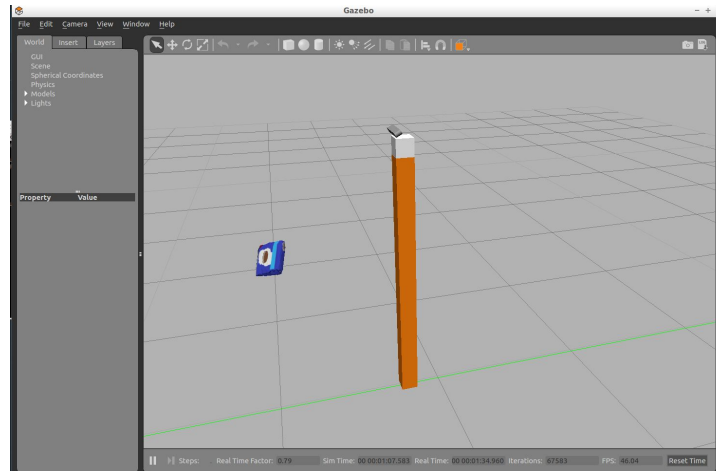 Gazebo
File Edit Camera View Window Help
World Insert Layers
GUI
Scene
Spherical Coordinates
Physics
Models
Lights
Property Value
Steps: Real Time Factor: 0.79 Sim Time: 00 00:01:07.583 Real Time: 00 00:01:34.960 Iterations: 67583 FPS: 46.04 Reset Time